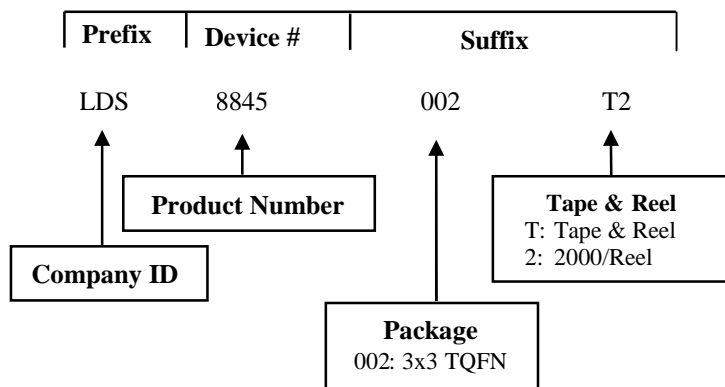 Prefix Device # Suffix
LDS 8845 002 T2
Product Number
Company ID
Tape & Reel
T: Tape & Reel
2: 2000/Reel
Package
002: 3x3 TQFN